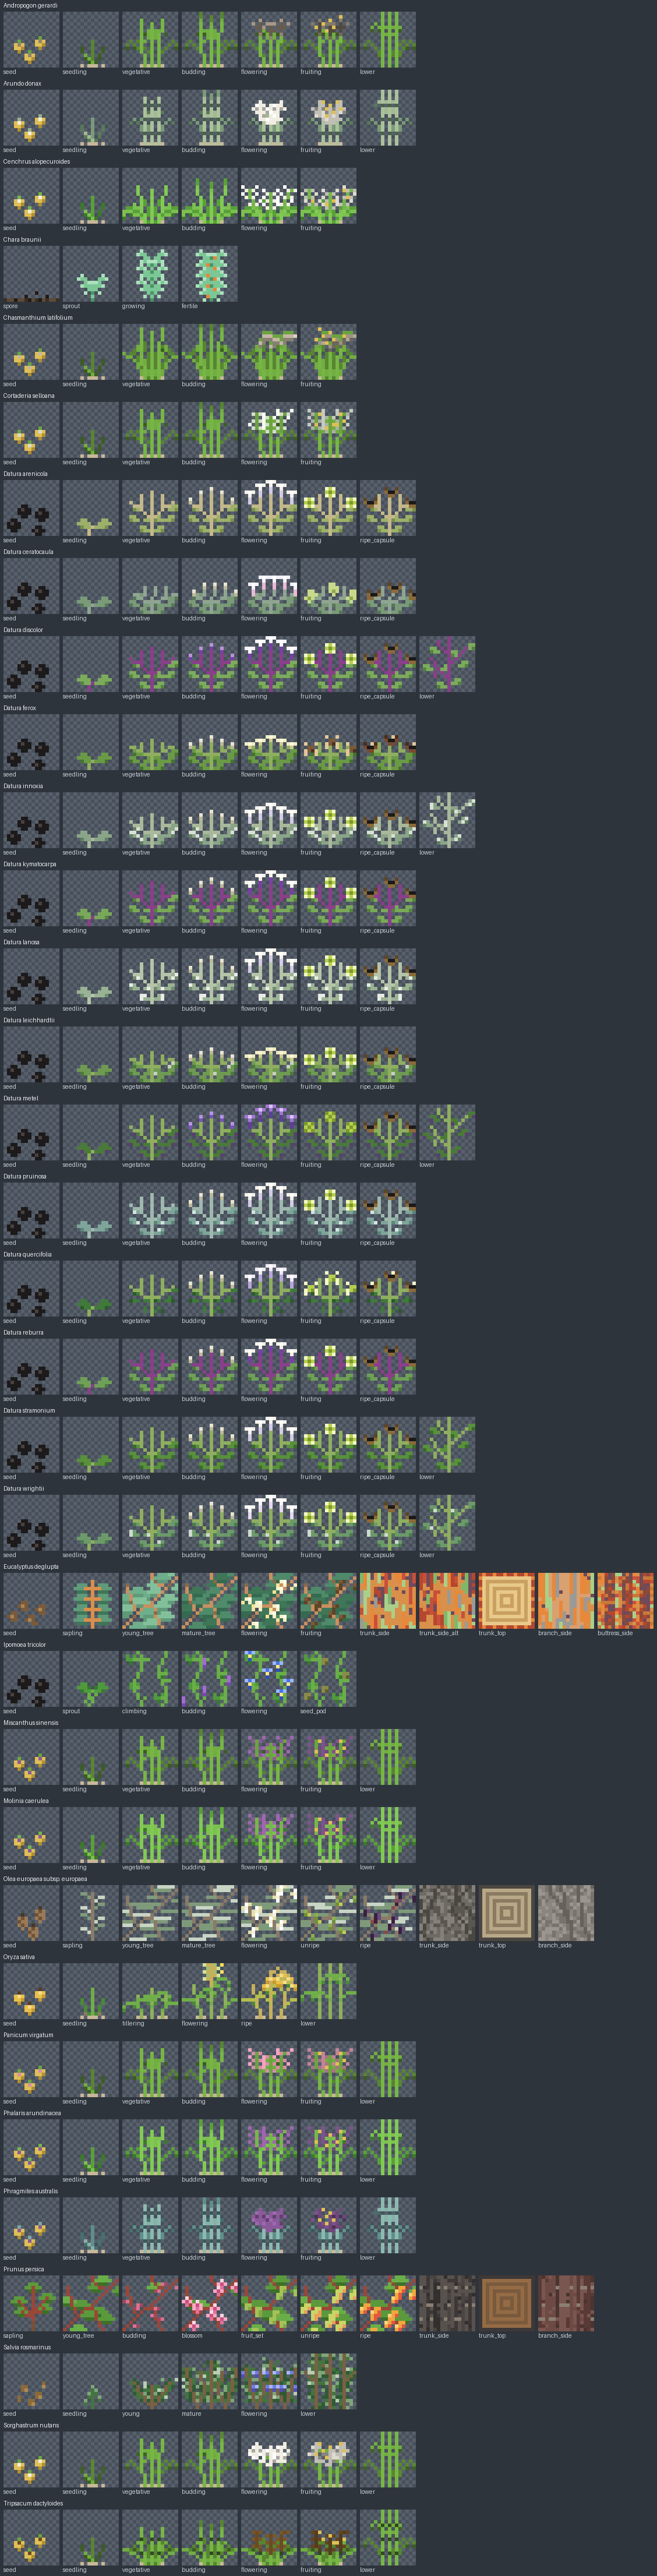 Andropogon gerardi
seed seedling vegetative budding flowering fruiting lower
Arundo donax
seed seedling vegetative budding flowering fruiting lower
Cenchrus alopecuroides
seed seedling vegetative budding flowering fruiting
Chara braunii
spore sprout growing fertile
Chasmanthium latifolium
seed seedling vegetative budding flowering fruiting
Cortaderia selloana
seed seedling vegetative budding flowering fruiting
Datura arenicola
seed seedling vegetative budding flowering fruiting ripe_capsule
Datura ceratocaula
seed seedling vegetative budding flowering fruiting ripe_capsule
Datura discolor
seed seedling vegetative budding flowering fruiting ripe_capsule lower
Datura ferox
seed seedling vegetative budding flowering fruiting ripe_capsule
Datura innoxia
seed seedling vegetative budding flowering fruiting ripe_capsule lower
Datura kymatocarpa
seed seedling vegetative budding flowering fruiting ripe_capsule
Datura lanosa
seed seedling vegetative budding flowering fruiting ripe_capsule
Datura leichhardtii
seed seedling vegetative budding flowering fruiting ripe_capsule
Datura metel
seed seedling vegetative budding flowering fruiting ripe_capsule lower
Datura pruinosa
seed seedling vegetative budding flowering fruiting ripe_capsule
Datura quercifolia
seed seedling vegetative budding flowering fruiting ripe_capsule
Datura reburra
seed seedling vegetative budding flowering fruiting ripe_capsule
Datura stramonium
seed seedling vegetative budding flowering fruiting ripe_capsule lower
Datura wrightii
seed seedling vegetative budding flowering fruiting ripe_capsule lower
Eucalyptus deglupta
seed sapling young_tree mature_tree flowering fruiting trunk_side trunk_side_alt trunk_top branch_side buttress_side
Ipomoea tricolor
seed sprout climbing budding flowering seed_pod
Miscanthus sinensis
seed seedling vegetative budding flowering fruiting lower
Molinia caerulea
seed seedling vegetative budding flowering fruiting lower
Olea europaea subsp. europaea
seed sapling young_tree mature_tree flowering unripe ripe trunk_side trunk_top branch_side
Oryza sativa
seed seedling tillering flowering ripe lower
Panicum virgatum
seed seedling vegetative budding flowering fruiting lower
Phalaris arundinacea
seed seedling vegetative budding flowering fruiting lower
Phragmites australis
seed seedling vegetative budding flowering fruiting lower
Prunus persica
sapling young_tree budding blossom fruit_set unripe ripe trunk_side trunk_top branch_side
Salvia rosmarinus
seed seedling young mature flowering lower
Sorghastrum nutans
seed seedling vegetative budding flowering fruiting lower
Tripsacum dactyloides
seed seedling vegetative budding flowering fruiting lower